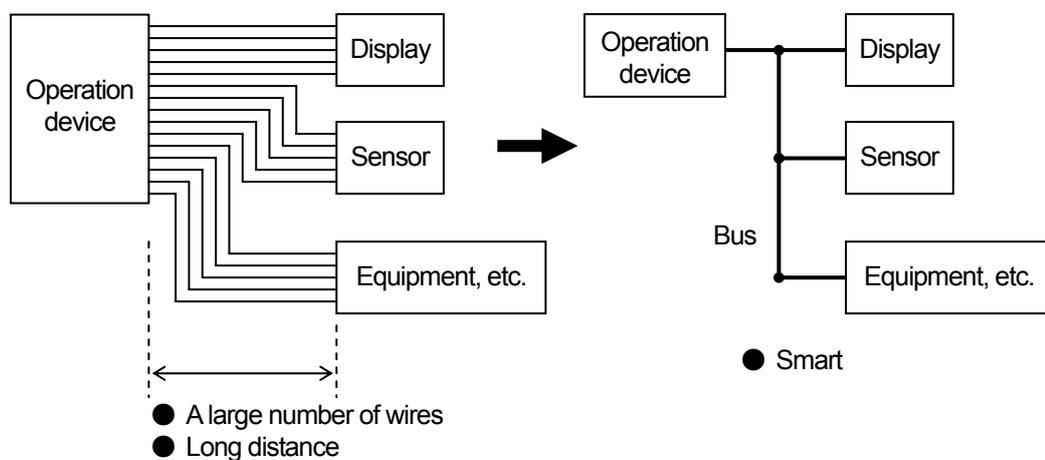 Operation
device
Display
Sensor
Equipment, etc.
● A large number of wires
● Long distance
Operation
device
Display
Sensor
Bus
Equipment, etc.
● Smart